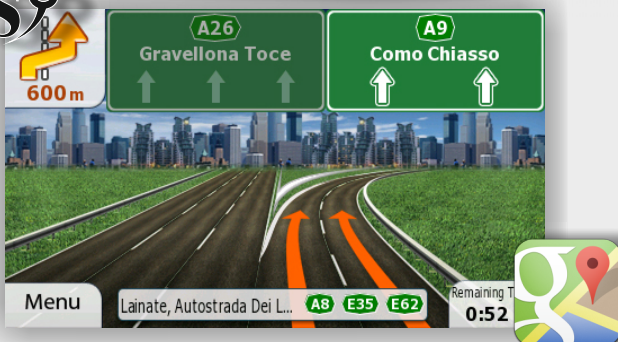 A26
Gravellona Toce
A9
Como Chiasso
600 m
Menu
Lainate, Autostrada Dei L... A8 E35 E62
Remaining T
0:52
g